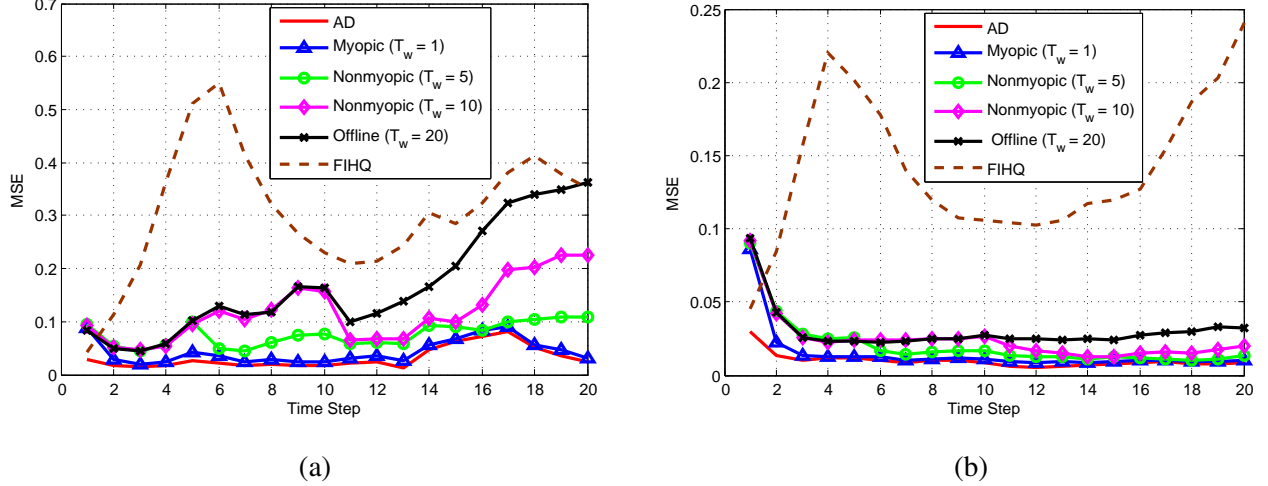 0.7
0.6
0.5
0.4
0.3
0.2
0.1
0
MSE
0 2 4 6 8 10 12 14 16 18 20
Time Step
AD
Myopic (T_w = 1)
Nonmyopic (T_w = 5)
Nonmyopic (T_w = 10)
Offline (T_w = 20)
FIHQ
(a)
0.25
0.2
0.15
0.1
0.05
0
MSE
0 2 4 6 8 10 12 14 16 18 20
Time Step
AD
Myopic (T_w = 1)
Nonmyopic (T_w = 5)
Nonmyopic (T_w = 10)
Offline (T_w = 20)
FIHQ
(b)